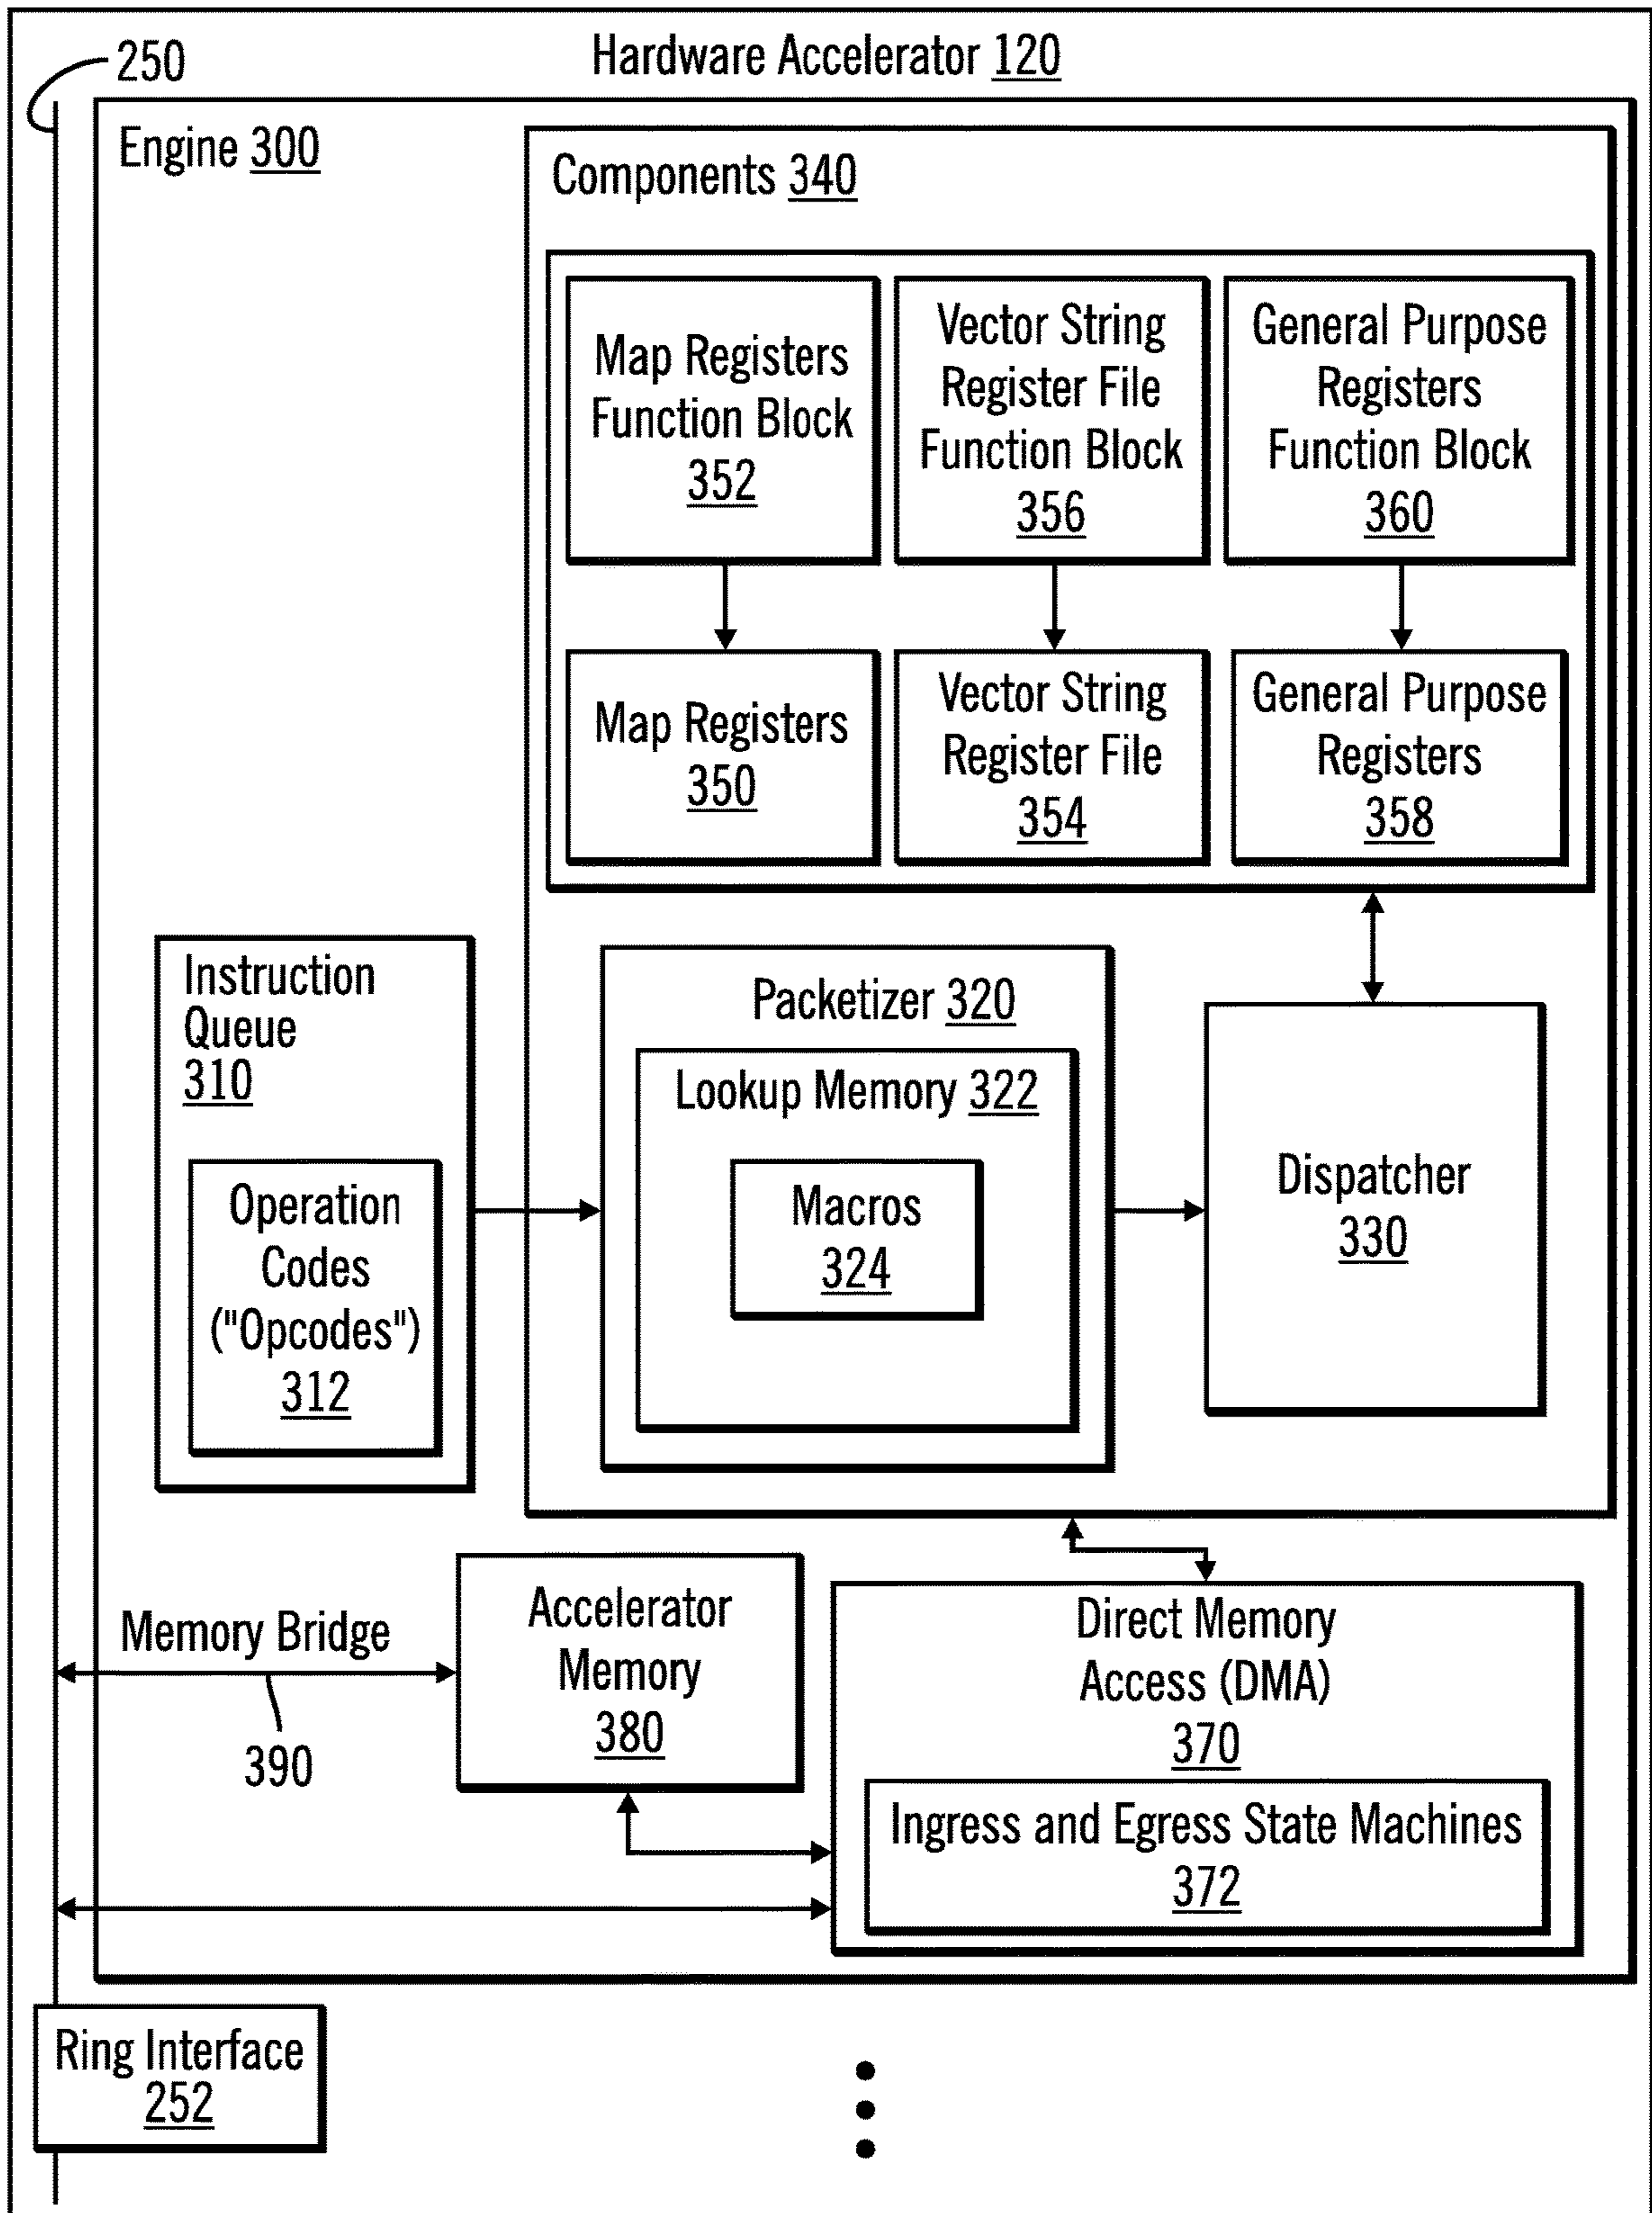 Hardware Accelerator 120
250
Engine 300
Components 340
Map Registers
Function Block
352
Vector String
Register File
Function Block
356
General Purpose
Registers
Function Block
360
Map Registers
350
Vector String
Register File
354
General Purpose
Registers
358
Instruction
Queue
310
Operation
Codes
("Opcodes")
312
Packetizer 320
Lookup Memory 322
Macros
324
Dispatcher
330
Memory Bridge
390
Accelerator
Memory
380
Direct Memory
Access (DMA)
370
Ingress and Egress State Machines
372
Ring Interface
252